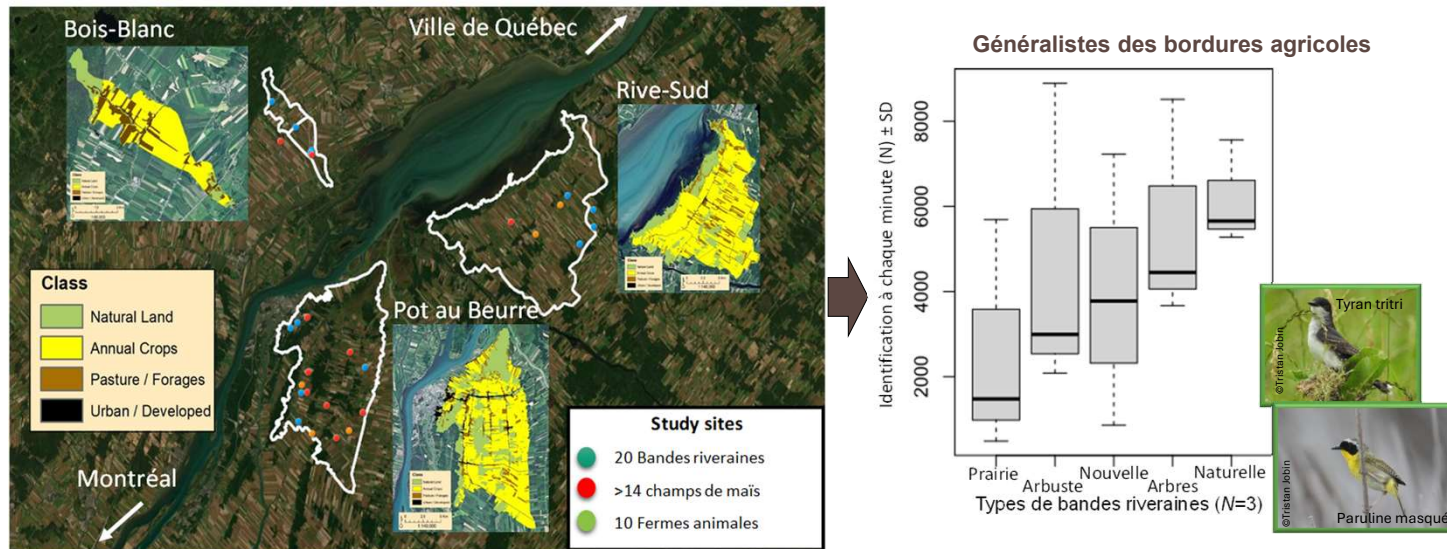 Bois-Blanc
Ville de Québec
Rive-Sud
Pot au Beurre
Montréal
Class
Natural Land
Annual Crops
Pasture / Forages
Urban / Developed
Study sites
20 Bandes riveraines
>14 champs de maïs
10 Fermes animales
Généralistes des bordures agricoles
Identification à chaque minute (N) ± SD
8000
6000
4000
2000
Prairie
Arbuste
Nouvelle
Arbres
Naturelle
Types de bandes riveraines (N=3)
Tyran tritri
©Tristan Jobin
©Tristan Jobin
Paruline masqué